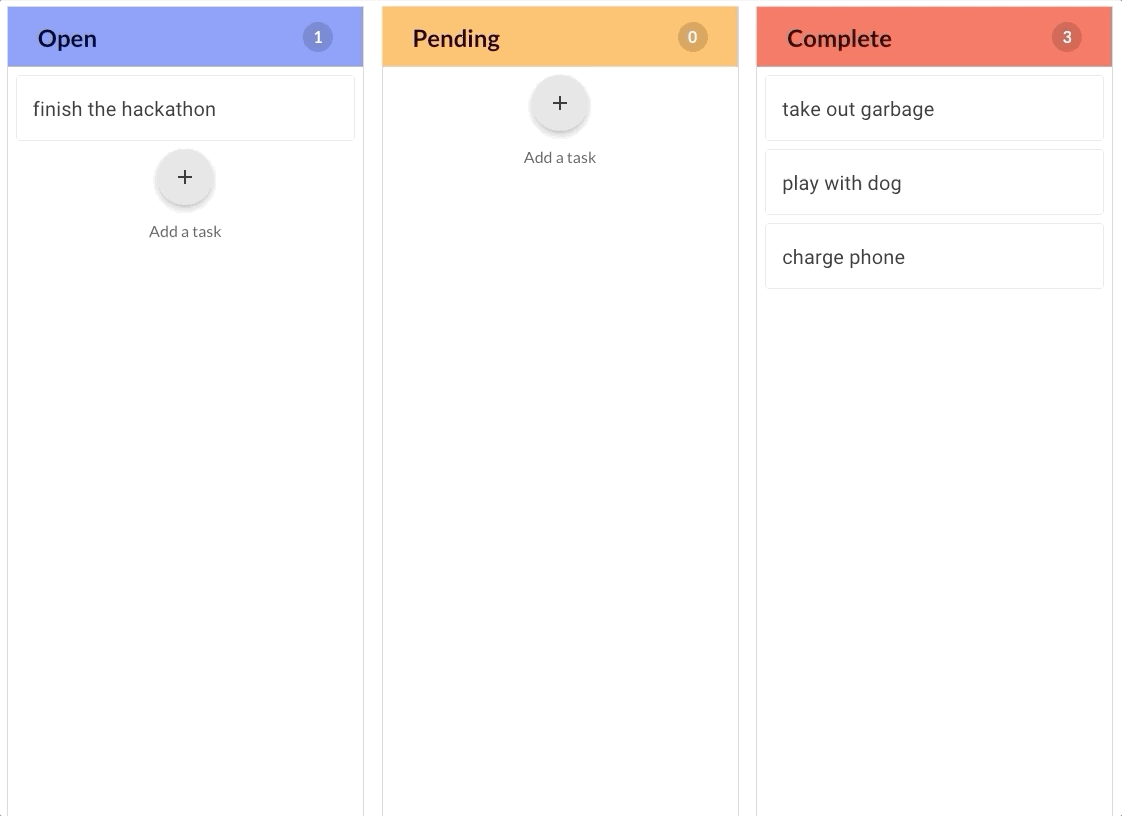 Open 1
finish the hackathon
+
Add a task
Pending 0
+
Add a task
Complete 3
take out garbage
play with dog
charge phone